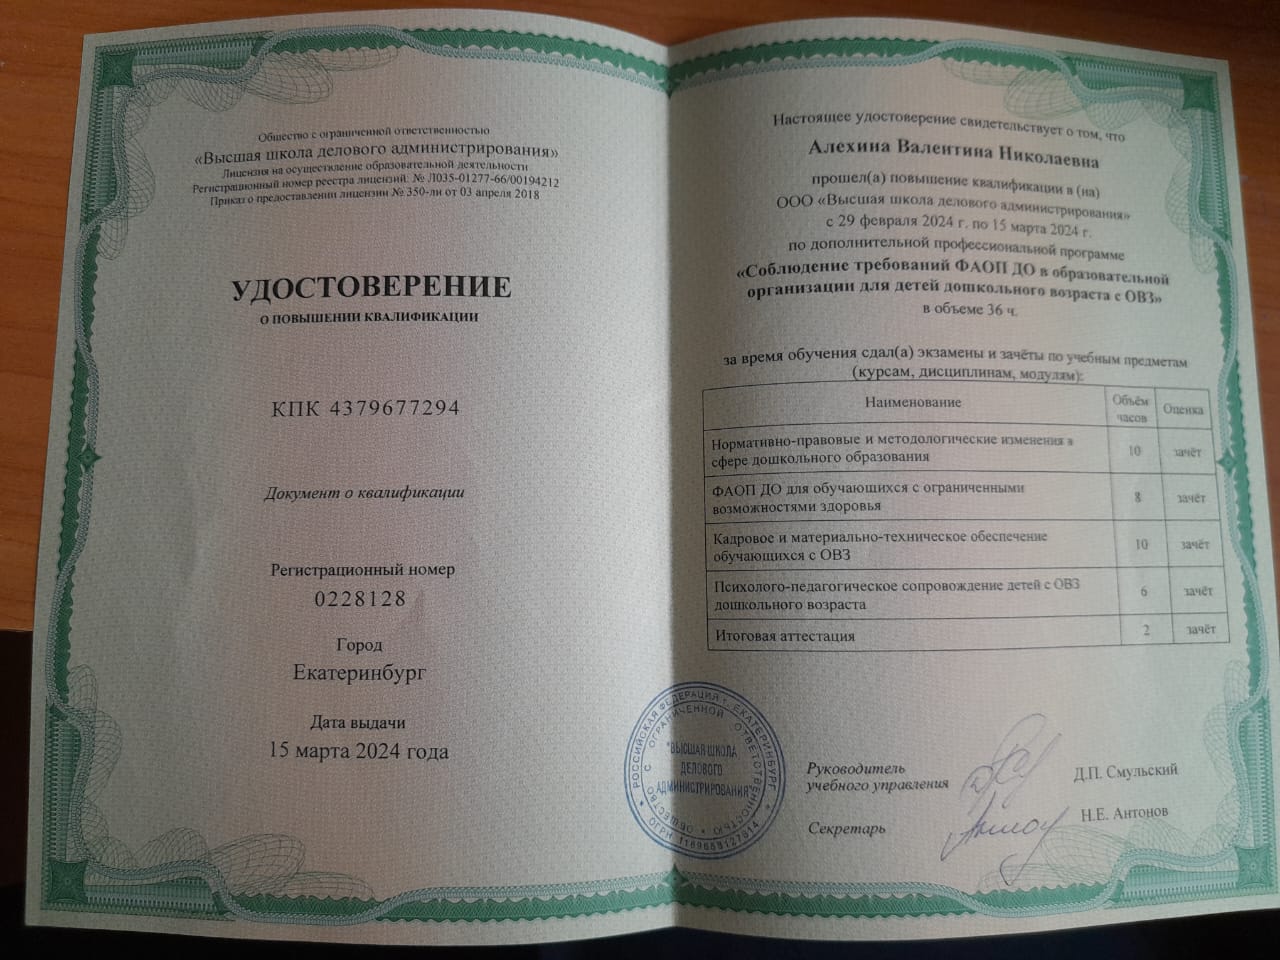 Общество с ограниченной ответственностью
«Высшая школа делового администрирования»
Лицензия на осуществление образовательной деятельности
Регистрационный номер реестра лицензий: № Л035-01277-66/00194212
Приказ о предоставлении лицензии № 350-ли от 03 апреля 2018
УДОСТОВЕРЕНИЕ
О ПОВЫШЕНИИ КВАЛИФИКАЦИИ
КПК 4379677294
Документ о квалификации
Регистрационный номер
0228128
Город
Екатеринбург
Дата выдачи
15 марта 2024 года
Настоящее удостоверение свидетельствует о том, что
Алехина Валентина Николаевна
прошел(а) повышение квалификации в (на)
ООО «Высшая школа делового администрирования»
с 29 февраля 2024 г. по 15 марта 2024 г.
по дополнительной профессиональной программе
«Соблюдение требований ФАОП ДО в образовательной
организации для детей дошкольного возраста с ОВЗ»
в объеме 36 ч.
за время обучения сдал(а) экзамены и зачёты по учебным предметам
(курсам, дисциплинам, модулям):
Наименование Объём часов Оценка
Нормативно-правовые и методологические изменения в
сфере дошкольного образования 10 зачёт
ФАОП ДО для обучающихся с ограниченными
возможностями здоровья 8 зачёт
Кадровое и материально-техническое обеспечение
обучающихся с ОВЗ 10 зачёт
Психолого-педагогическое сопровождение детей с ОВЗ
дошкольного возраста 6 зачёт
Итоговая аттестация 2 зачёт
РОССИЙСКАЯ ФЕДЕРАЦИЯ г. ЕКАТЕРИНБУРГ
ОБЩЕСТВО С ОГРАНИЧЕННОЙ ОТВЕТСТВЕННОСТЬЮ
"ВЫСШАЯ ШКОЛА
ДЕЛОВОГО
АДМИНИСТРИРОВАНИЯ"
ОГРН
Руководитель
учебного управления Д.П. Смульский
Секретарь Н.Е. Антонов